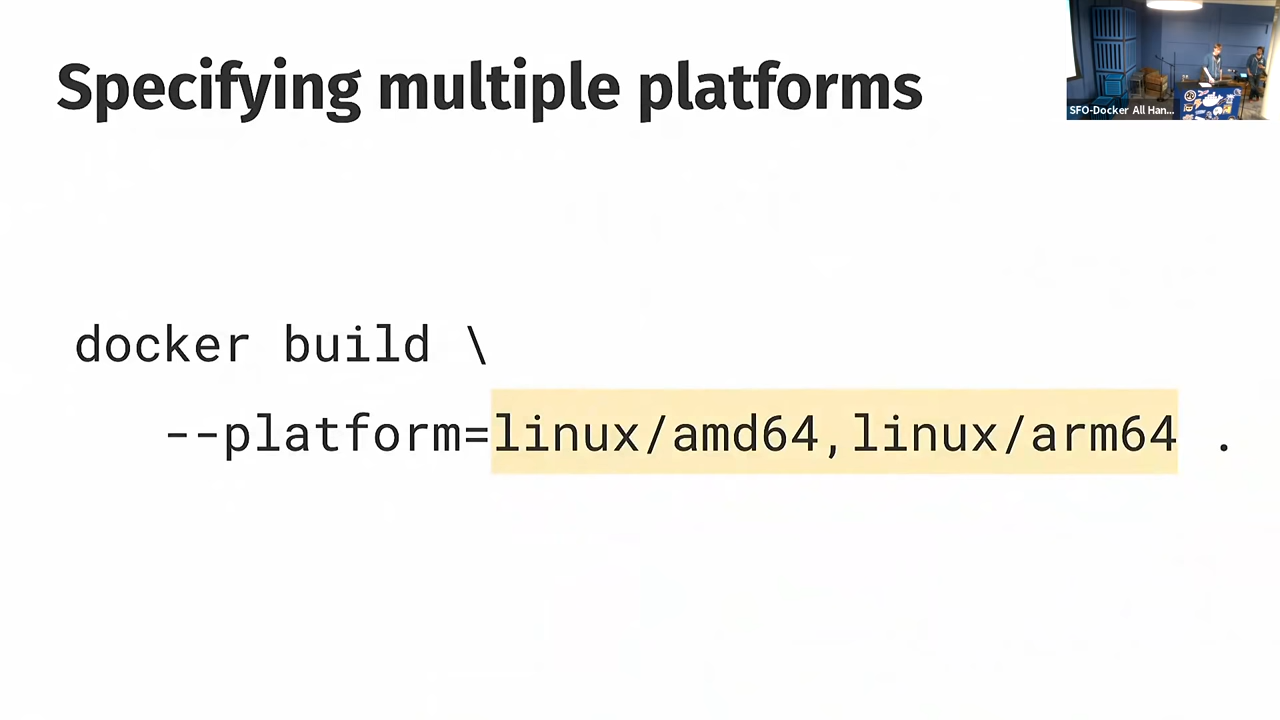 Specifying multiple platforms
SFO-Docker All Han...
docker build \
--platform=linux/amd64,linux/arm64 .